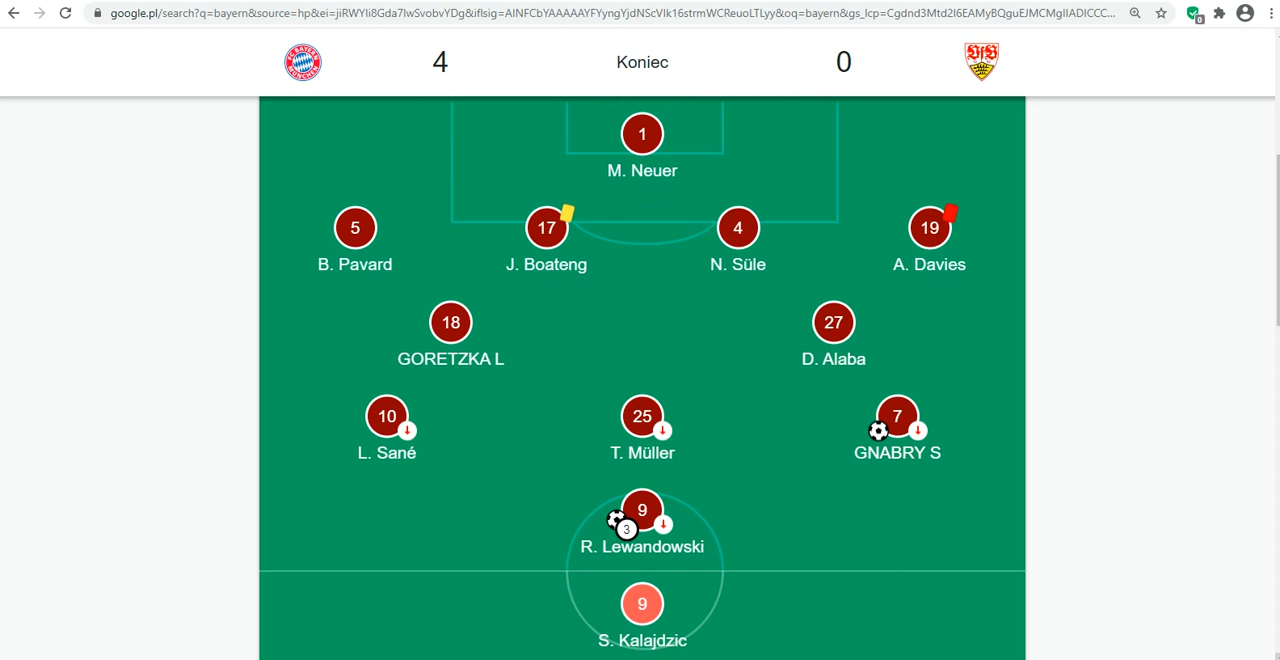 google.pl/search?q=bayern&source=hp&ei=jiRWYIi8Gda7lwSvobvYDg&iflsig=AINFCbYAAAAAYFYyngYjdNScVIk16strmWCReuoLTLyy&oq=bayern&gs_lcp=Cgdnd3Mtd2l6EAMyBQguEJMCMgIIADICCC...
0
4 Koniec 0
1
M. Neuer
5 17 4 19
B. Pavard J. Boateng N. Süle A. Davies
18 27
GORETZKA L D. Alaba
10 25 7
L. Sané T. Müller GNABRY S
9
3
R. Lewandowski
9
S. Kalajdzic